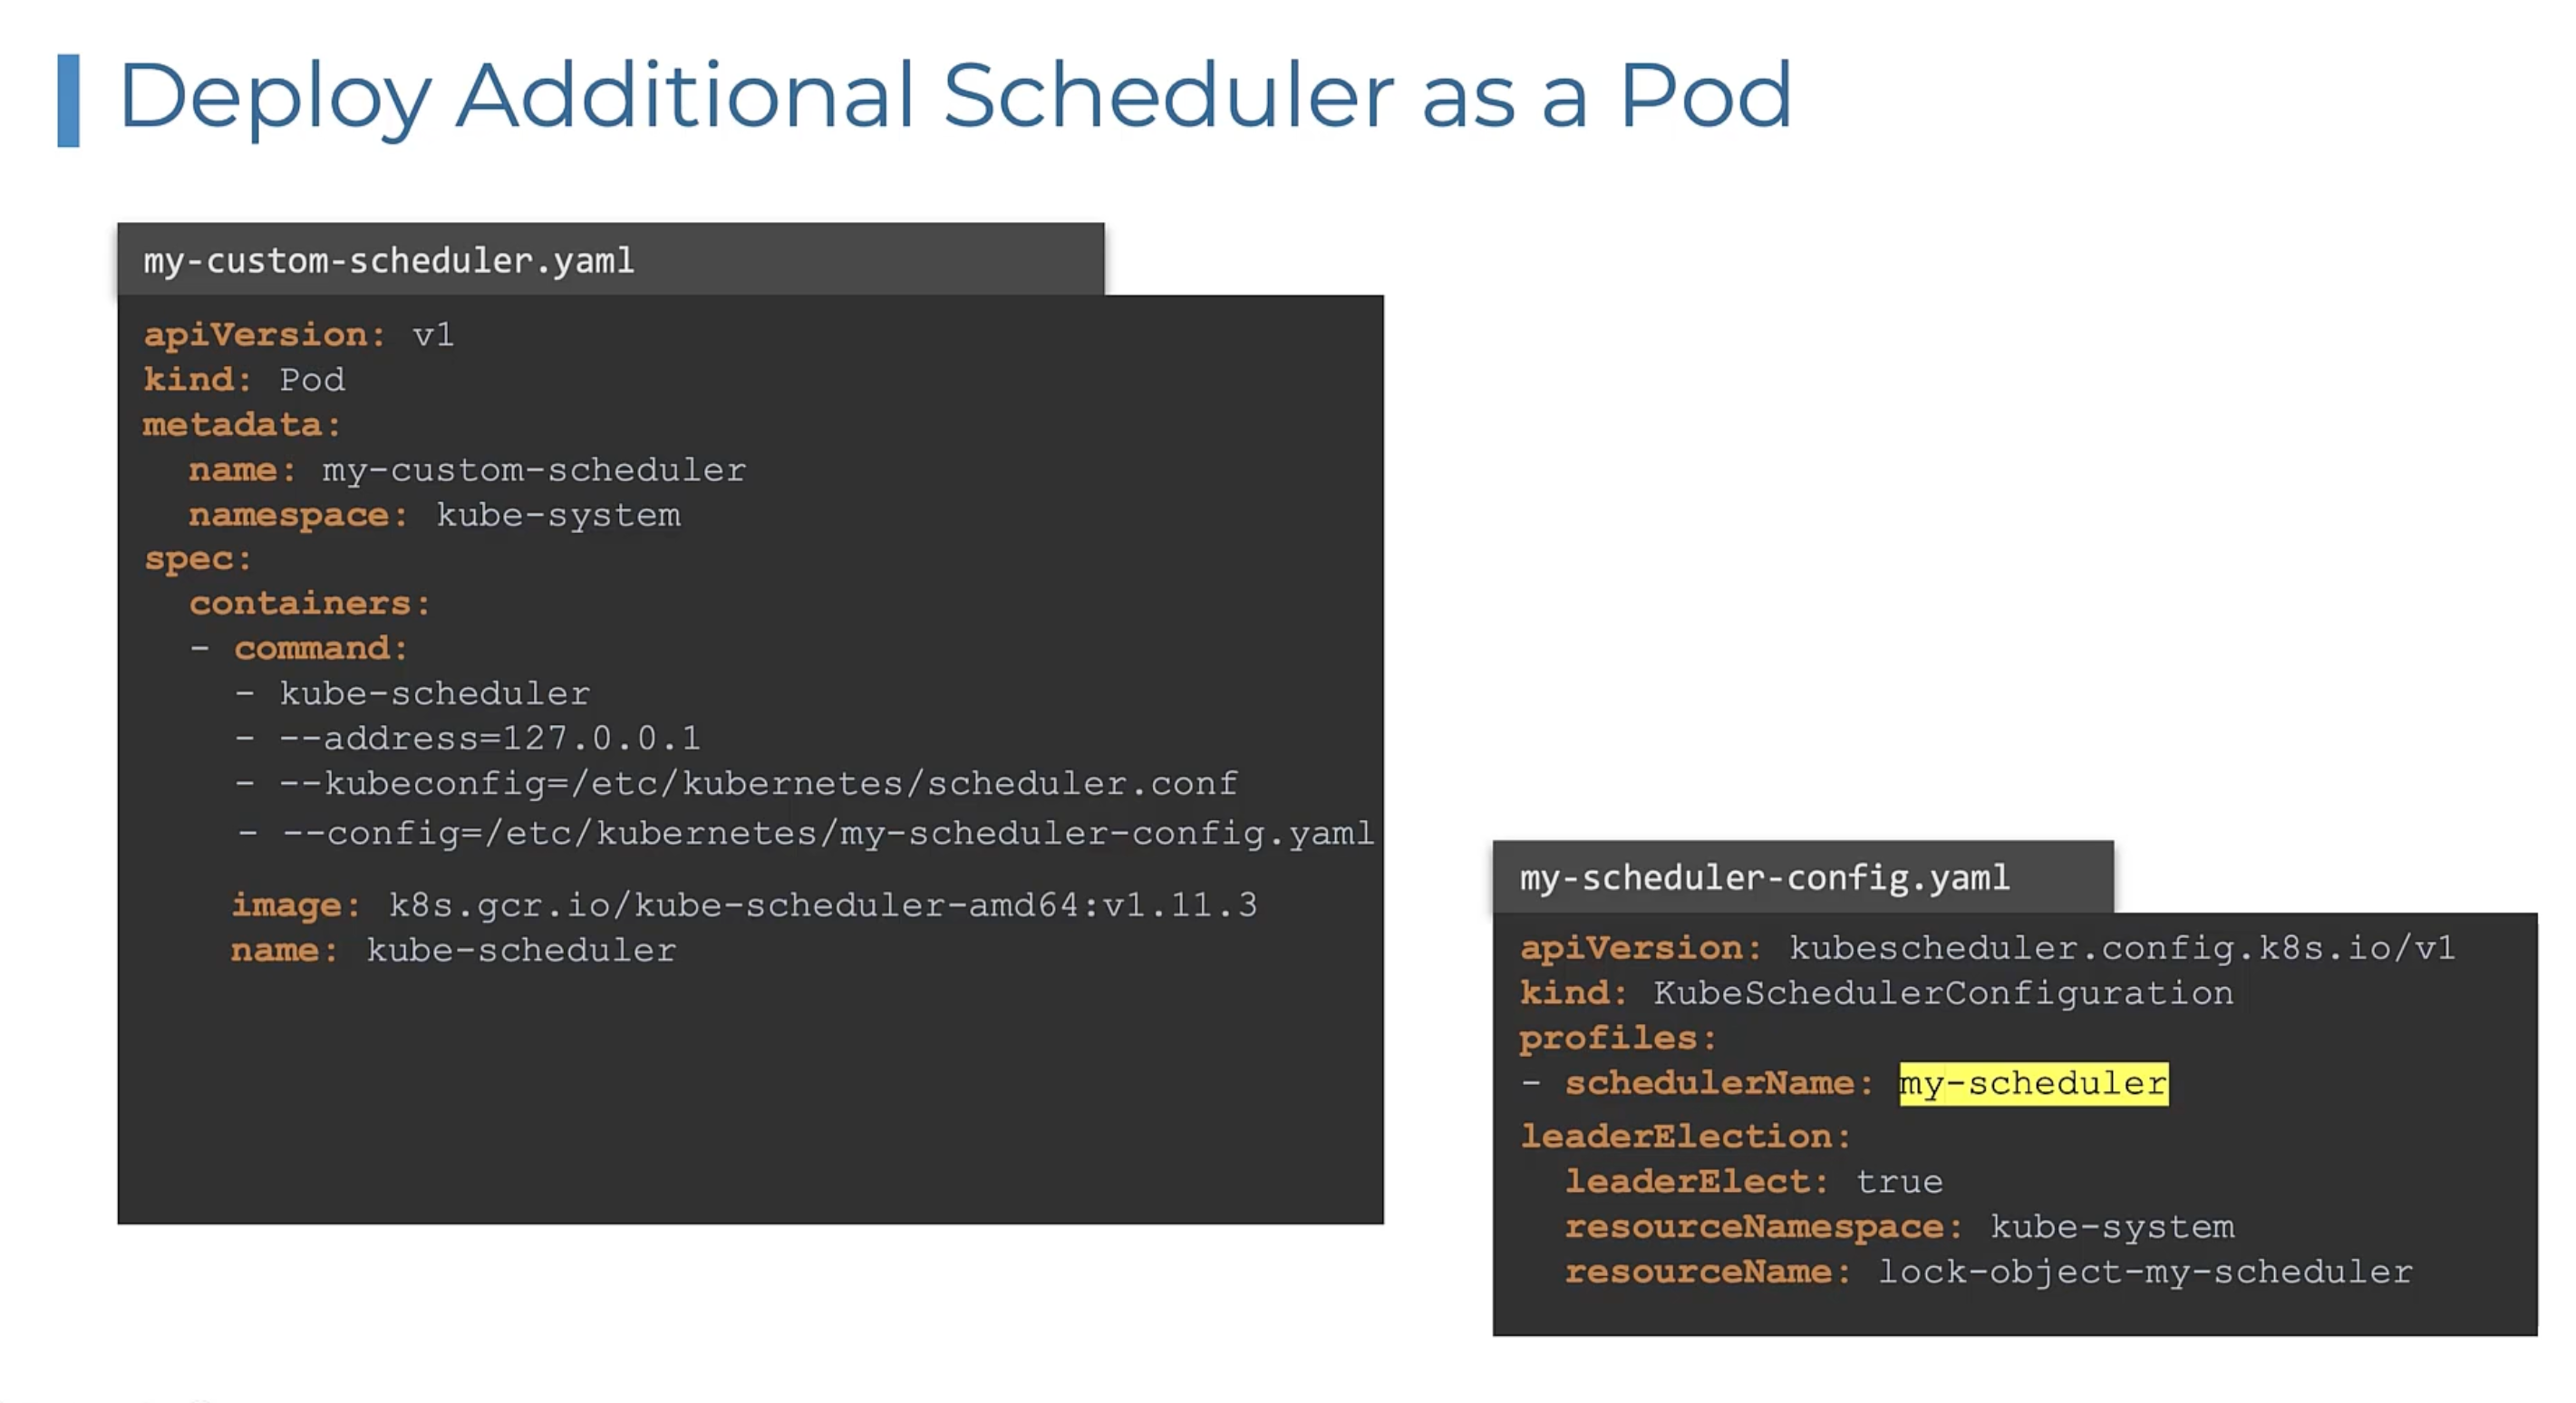 Deploy Additional Scheduler as a Pod
my-custom-scheduler.yaml
apiVersion: v1
kind: Pod
metadata:
  name: my-custom-scheduler
  namespace: kube-system
spec:
  containers:
  - command:
    - kube-scheduler
    - --address=127.0.0.1
    - --kubeconfig=/etc/kubernetes/scheduler.conf
    - --config=/etc/kubernetes/my-scheduler-config.yaml
    image: k8s.gcr.io/kube-scheduler-amd64:v1.11.3
    name: kube-scheduler
my-scheduler-config.yaml
apiVersion: kubescheduler.config.k8s.io/v1
kind: KubeSchedulerConfiguration
profiles:
- schedulerName: my-scheduler
leaderElection:
  leaderElect: true
  resourceNamespace: kube-system
  resourceName: lock-object-my-scheduler